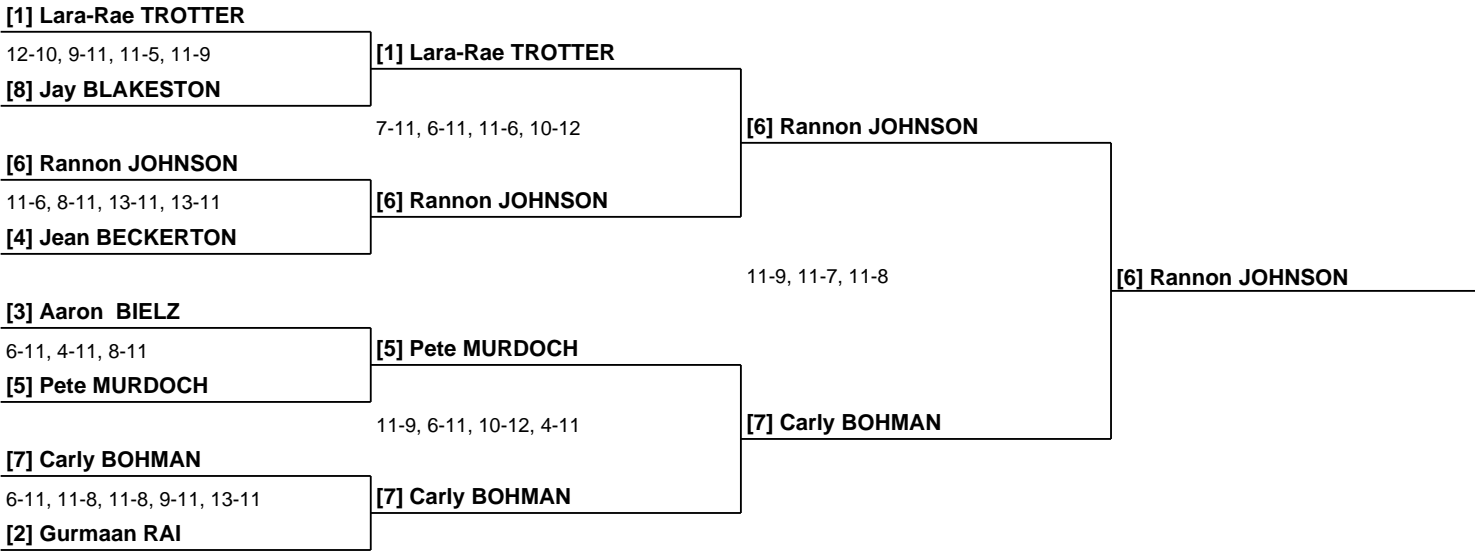 [1] Lara-Rae TROTTER
12-10, 9-11, 11-5, 11-9
[8] Jay BLAKESTON
[1] Lara-Rae TROTTER
7-11, 6-11, 11-6, 10-12
[6] Rannon JOHNSON
[6] Rannon JOHNSON
11-6, 8-11, 13-11, 13-11
[4] Jean BECKERTON
[6] Rannon JOHNSON
11-9, 11-7, 11-8
[6] Rannon JOHNSON
[3] Aaron  BIELZ
6-11, 4-11, 8-11
[5] Pete MURDOCH
[5] Pete MURDOCH
11-9, 6-11, 10-12, 4-11
[7] Carly BOHMAN
[7] Carly BOHMAN
6-11, 11-8, 11-8, 9-11, 13-11
[2] Gurmaan RAI
[7] Carly BOHMAN